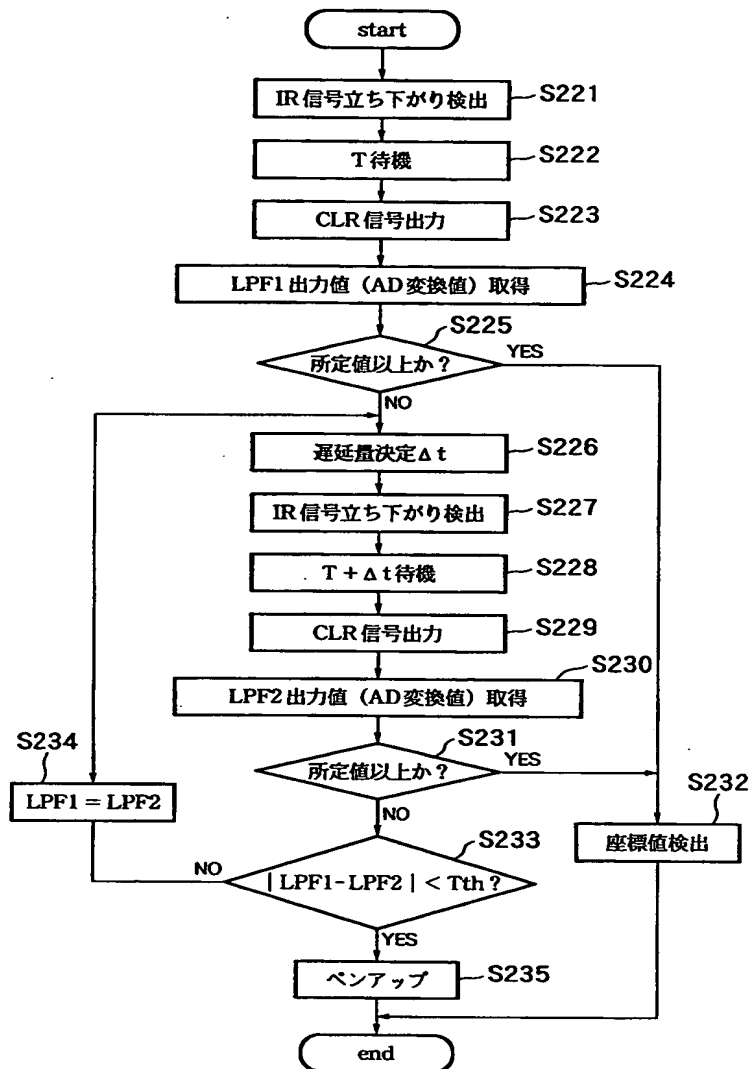 start
IR信号立ち下がり検出 S221
T待機 S222
CLR信号出力 S223
LPF1出力値（AD変換値）取得 S224
S225
所定値以上か？ YES
NO
遅延量決定Δt S226
IR信号立ち下がり検出 S227
T＋Δt待機 S228
CLR信号出力 S229
S230
LPF2出力値（AD変換値）取得
S231
所定値以上か？ YES
NO
S234
LPF1＝LPF2
S232
座標値検出
S233
｜LPF1-LPF2｜＜Tth？
NO
YES
ペンアップ S235
end